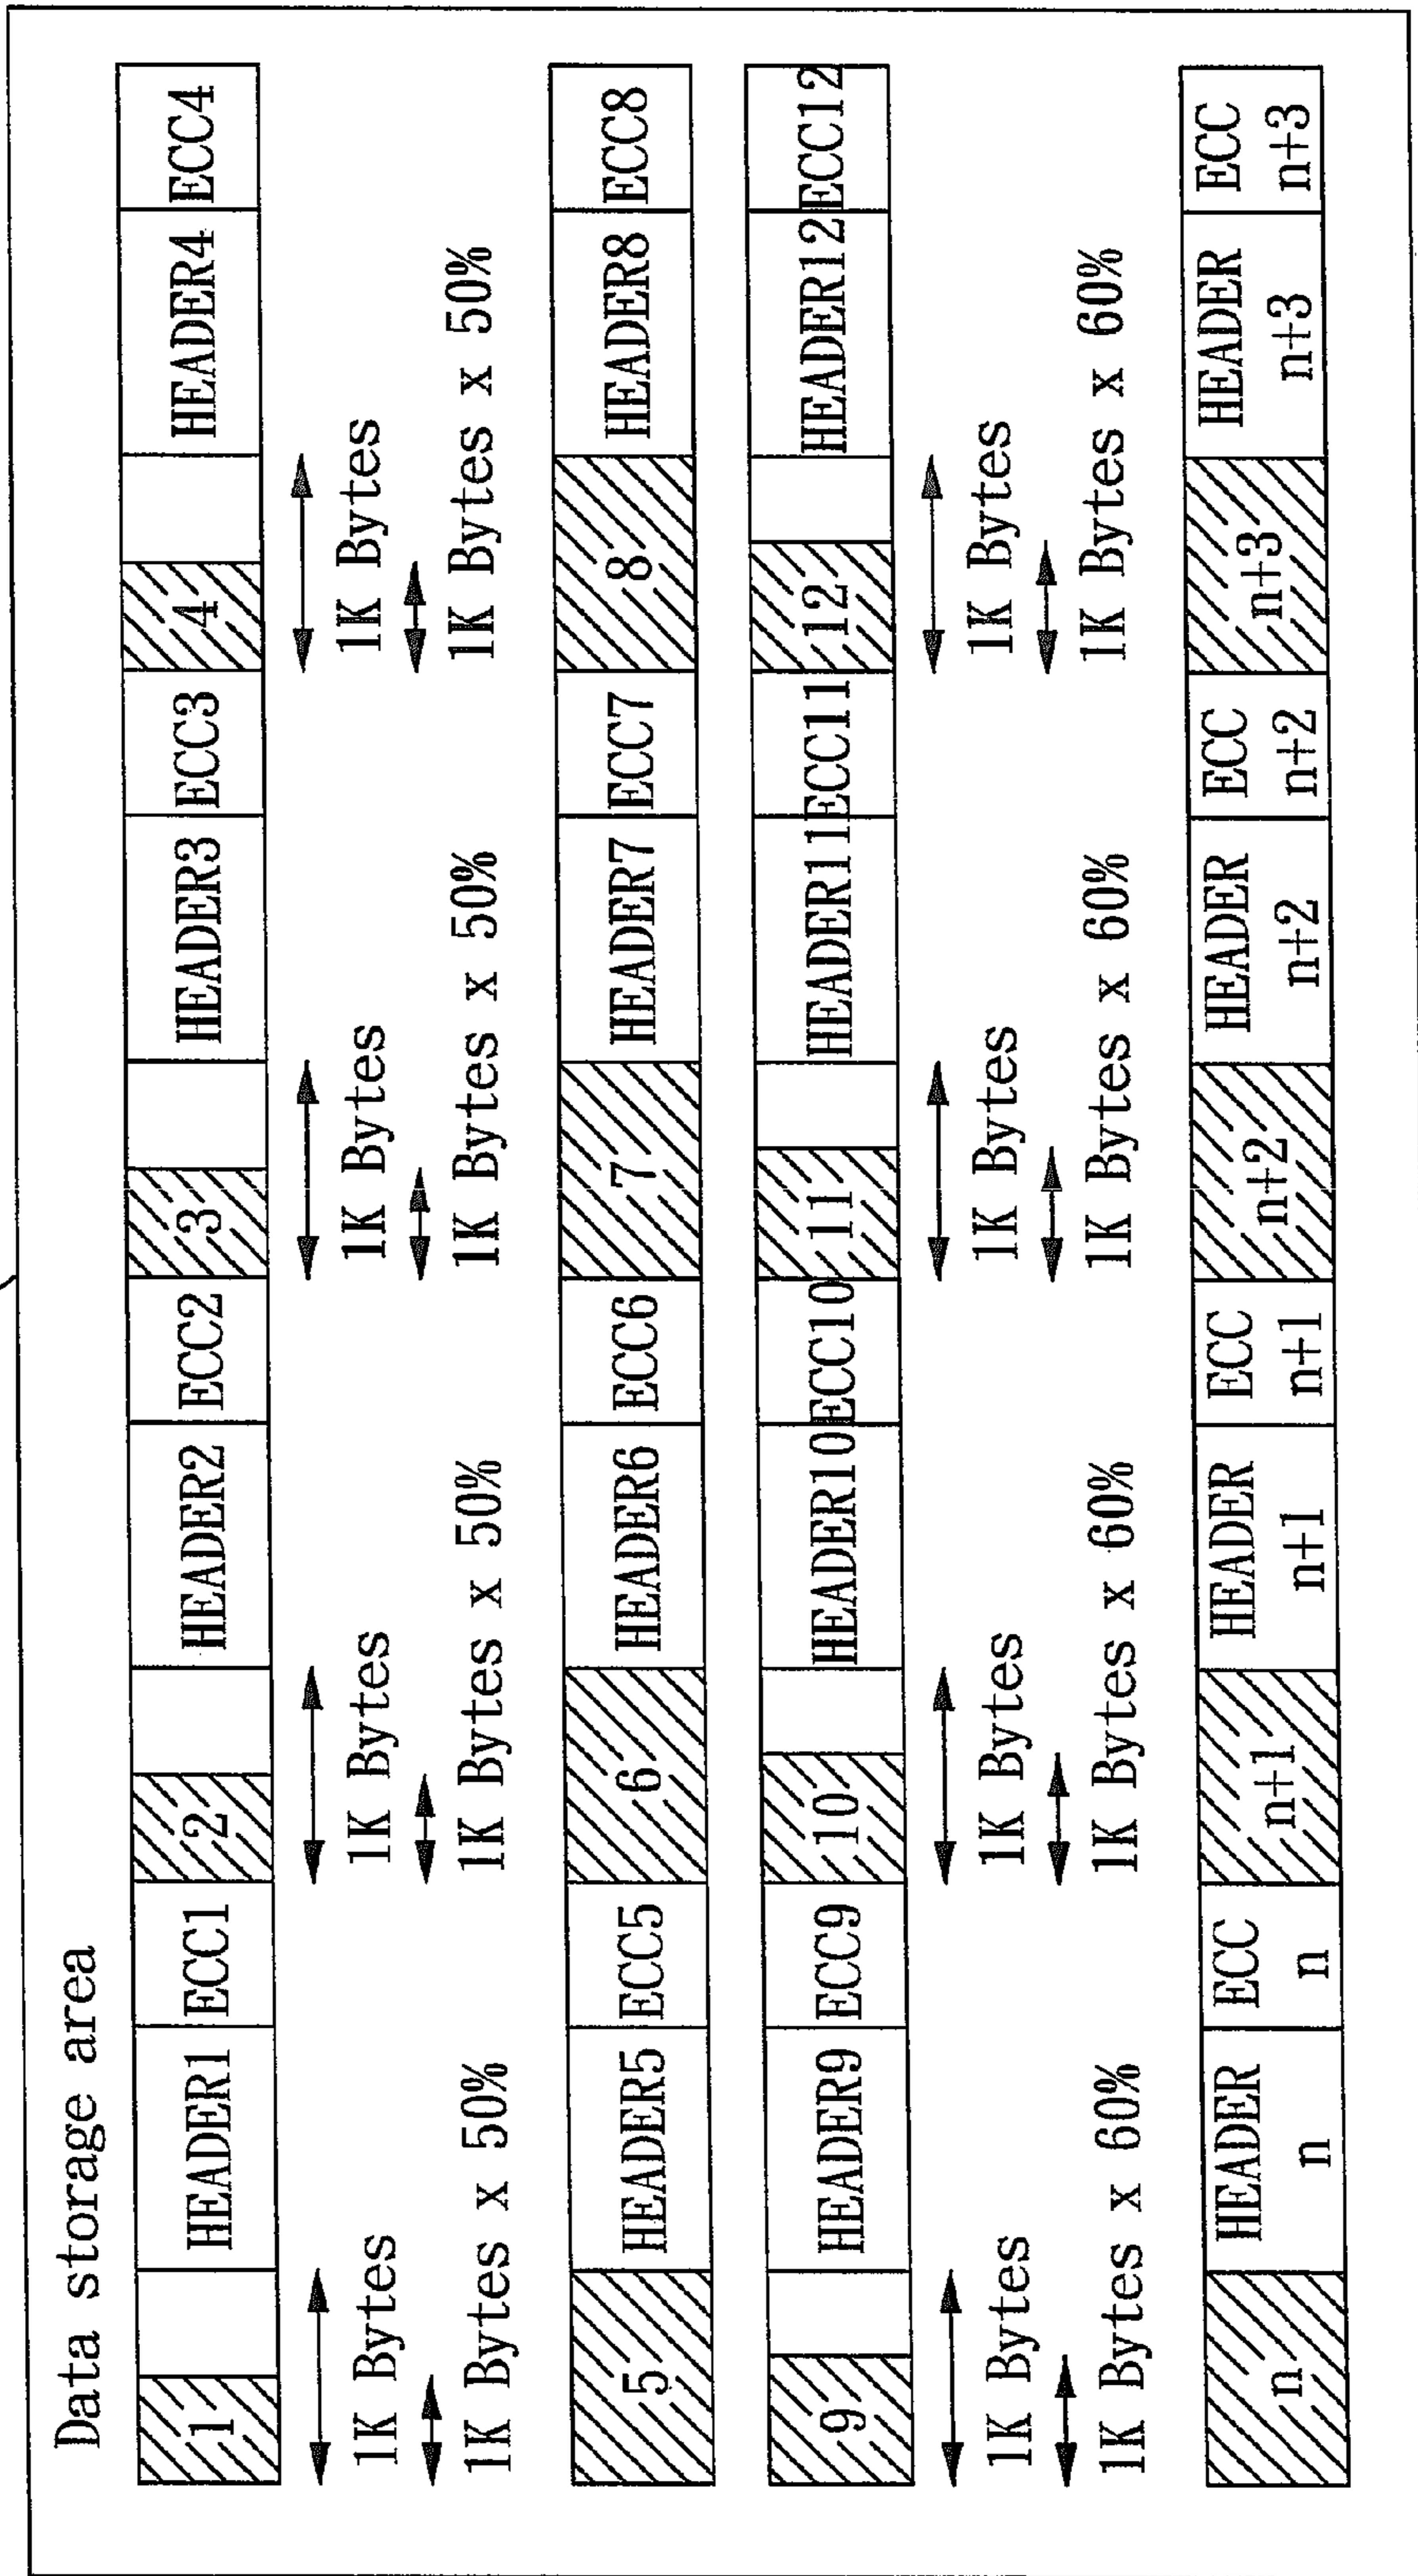 Data storage area
1 HEADER1 ECC1 2 HEADER2 ECC2 3 HEADER3 ECC3 4 HEADER4 ECC4
1K Bytes 1K Bytes 1K Bytes 1K Bytes
1K Bytes x 50% 1K Bytes x 50% 1K Bytes x 50% 1K Bytes x 50%
5 HEADER5 ECC5 6 HEADER6 ECC6 7 HEADER7 ECC7 8 HEADER8 ECC8
9 HEADER9 ECC9 10 HEADER10 ECC10 11 HEADER11 ECC11 12 HEADER12 ECC12
1K Bytes 1K Bytes 1K Bytes 1K Bytes
1K Bytes x 60% 1K Bytes x 60% 1K Bytes x 60% 1K Bytes x 60%
HEADER ECC HEADER ECC HEADER ECC HEADER ECC
n n n n+1 n+1 n+1 n+2 n+2 n+2 n+3 n+3 n+3